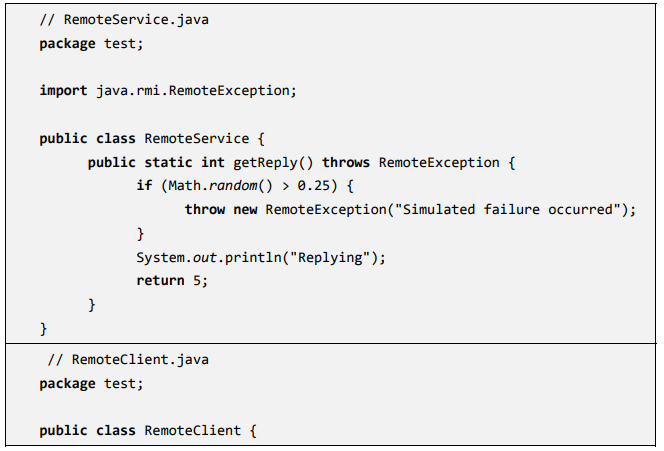 // RemoteService.java
package test;
import java.rmi.RemoteException;
public class RemoteService {
public static int getReply() throws RemoteException {
if (Math.random() > 0.25) {
throw new RemoteException("Simulated failure occurred");
}
System.out.println("Replying");
return 5;
}
}
// RemoteClient.java
package test;
public class RemoteClient {